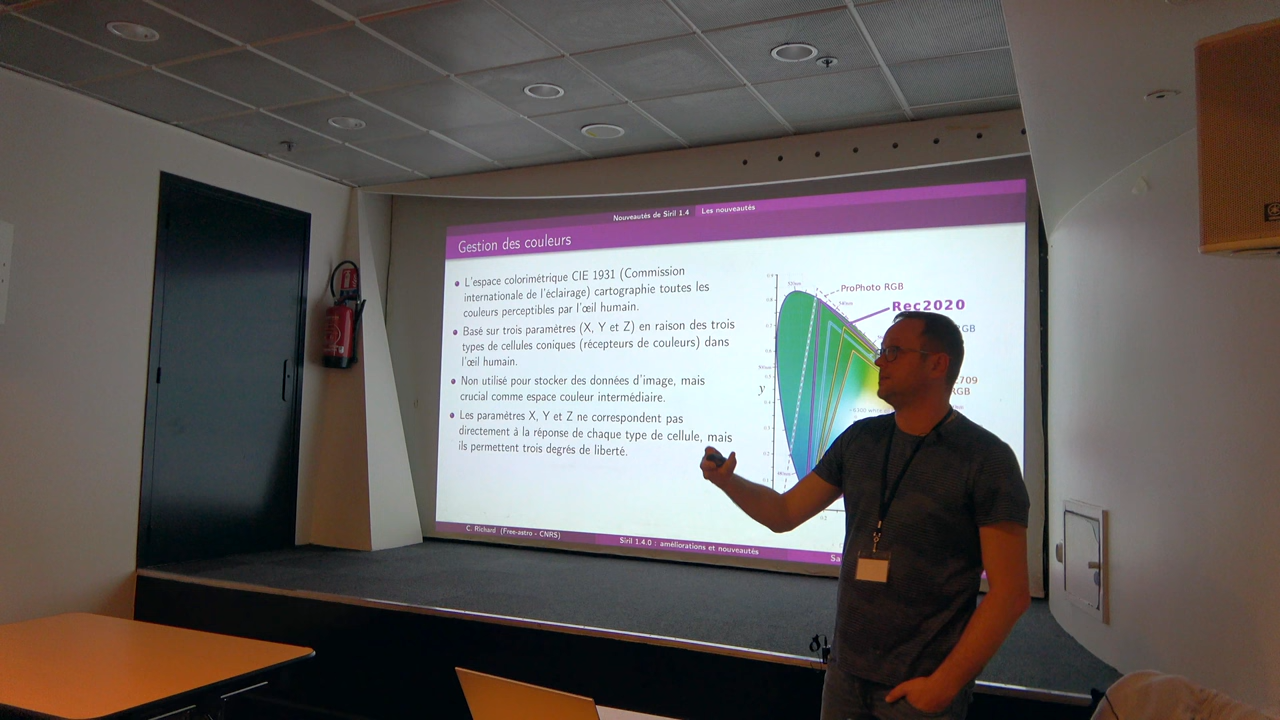 Nouveautés de Siril 1.4 Les nouveautés
Gestion des couleurs
L'espace colorimétrique CIE 1931 (Commission
internationale de l'éclairage) cartographie toutes les
couleurs perceptibles par l'œil humain.
Basé sur trois paramètres (X, Y et Z) en raison des trois
types de cellules coniques (récepteurs de couleurs) dans
l'œil humain.
Non utilisé pour stocker des données d'image, mais
crucial comme espace couleur intermédiaire.
Les paramètres X, Y et Z ne correspondent pas
directement à la réponse de chaque type de cellule, mais
ils permettent trois degrés de liberté.
ProPhoto RGB
Rec2020
RGB
.709
RGB
y
C. Richard (Free-astro - CNRS)
Siril 1.4.0 : améliorations et nouveautés
Sa